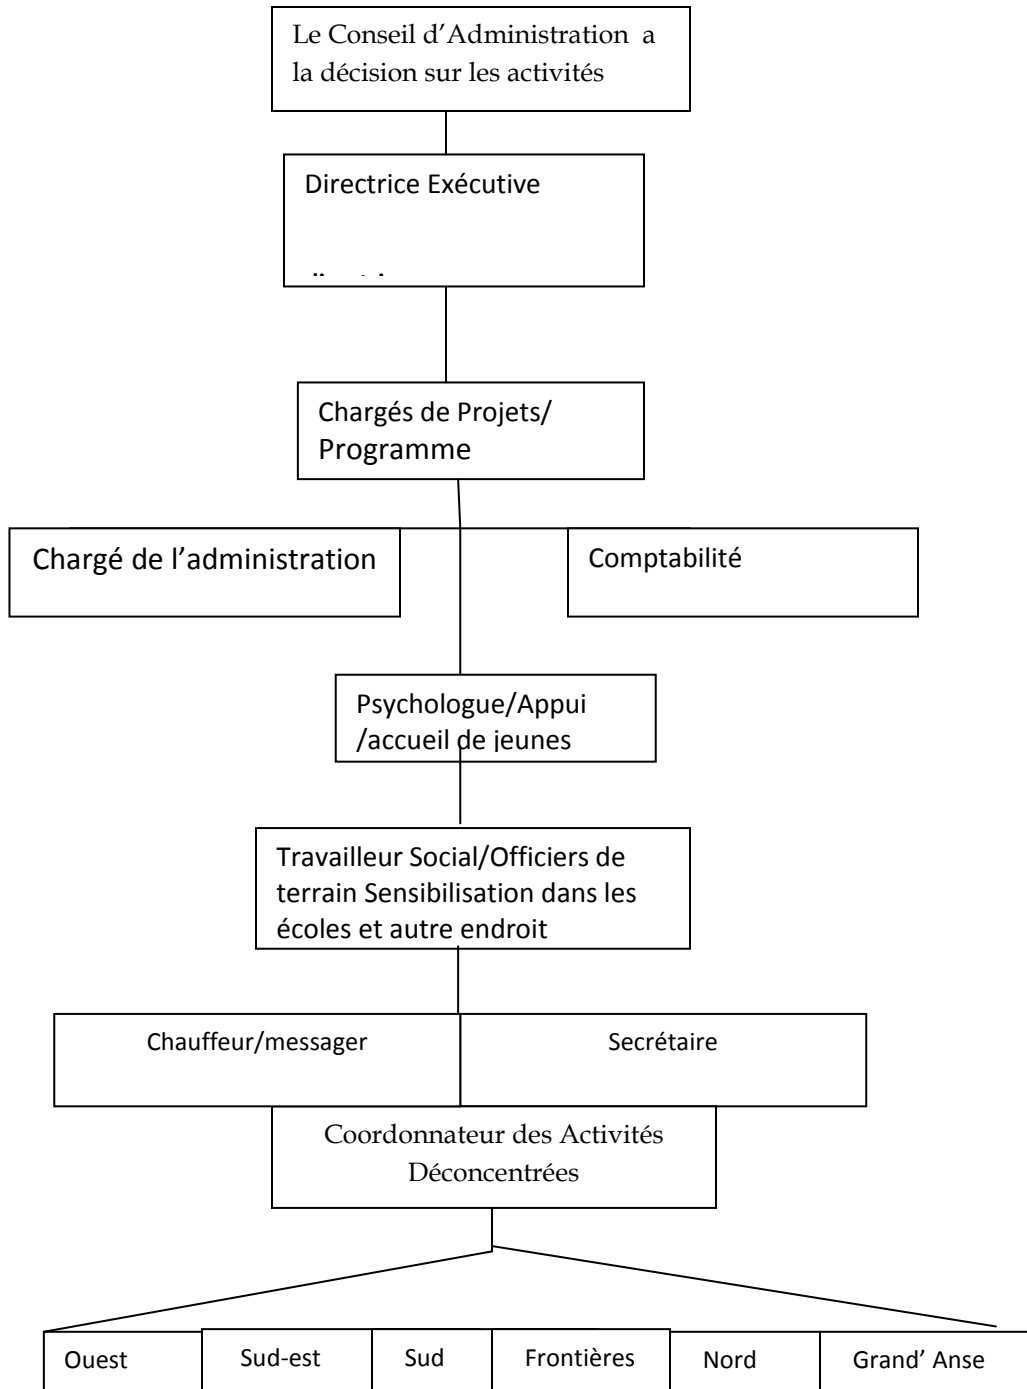 Le Conseil d’Administration a
la décision sur les activités
Directrice Exécutive
Chargés de Projets/
Programme
Chargé de l’administration
Comptabilité
Psychologue/Appui
/accueil de jeunes
Travailleur Social/Officiers de
terrain Sensibilisation dans les
écoles et autre endroit
Chauffeur/messager
Secrétaire
Coordonnateur des Activités
Déconcentrées
Ouest
Sud-est
Sud
Frontières
Nord
Grand’ Anse